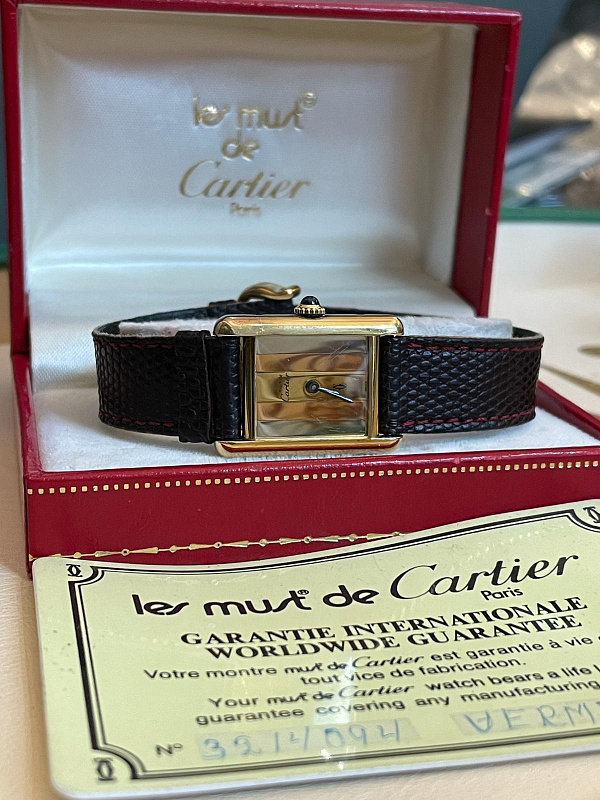 les must®
de
Cartier
Paris
Cartier
les must® de Cartier
Paris
GARANTIE INTERNATIONALE
WORLDWIDE GUARANTEE
Votre montre must de Cartier est garantie à vie
tout vice de fabrication.
Your must de Cartier watch bears a life
guarantee covering any manufacturing
N°